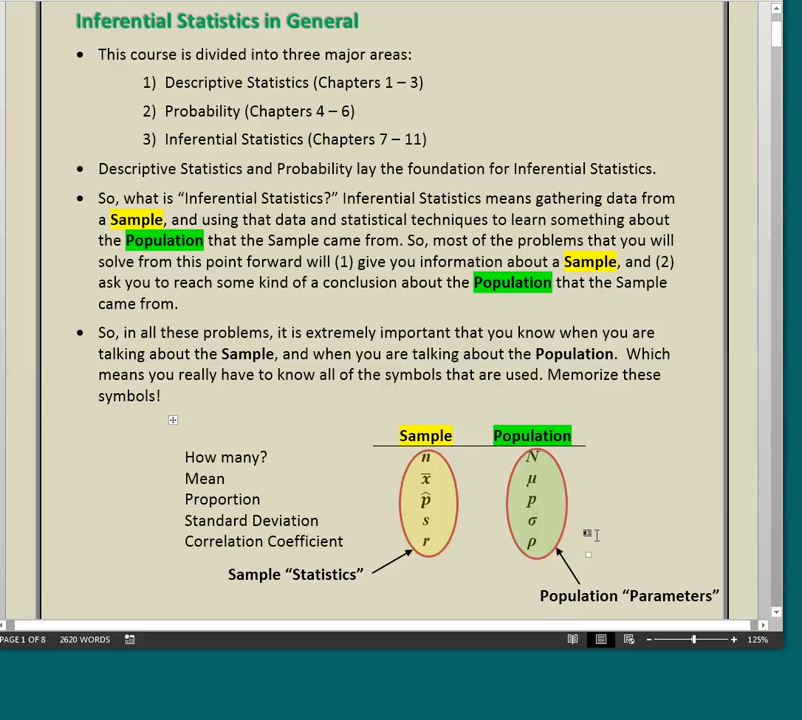 Inferential Statistics in General
• This course is divided into three major areas:
1) Descriptive Statistics (Chapters 1 – 3)
2) Probability (Chapters 4 – 6)
3) Inferential Statistics (Chapters 7 – 11)
• Descriptive Statistics and Probability lay the foundation for Inferential Statistics.
• So, what is “Inferential Statistics?” Inferential Statistics means gathering data from
a Sample, and using that data and statistical techniques to learn something about
the Population that the Sample came from. So, most of the problems that you will
solve from this point forward will (1) give you information about a Sample, and (2)
ask you to reach some kind of a conclusion about the Population that the Sample
came from.
• So, in all these problems, it is extremely important that you know when you are
talking about the Sample, and when you are talking about the Population. Which
means you really have to know all of the symbols that are used. Memorize these
symbols!
Sample Population
How many? n N
Mean x̅ μ
Proportion p̂ p
Standard Deviation s σ
Correlation Coefficient r ρ
Sample “Statistics”
Population “Parameters”
PAGE 1 OF 8 2620 WORDS 125%